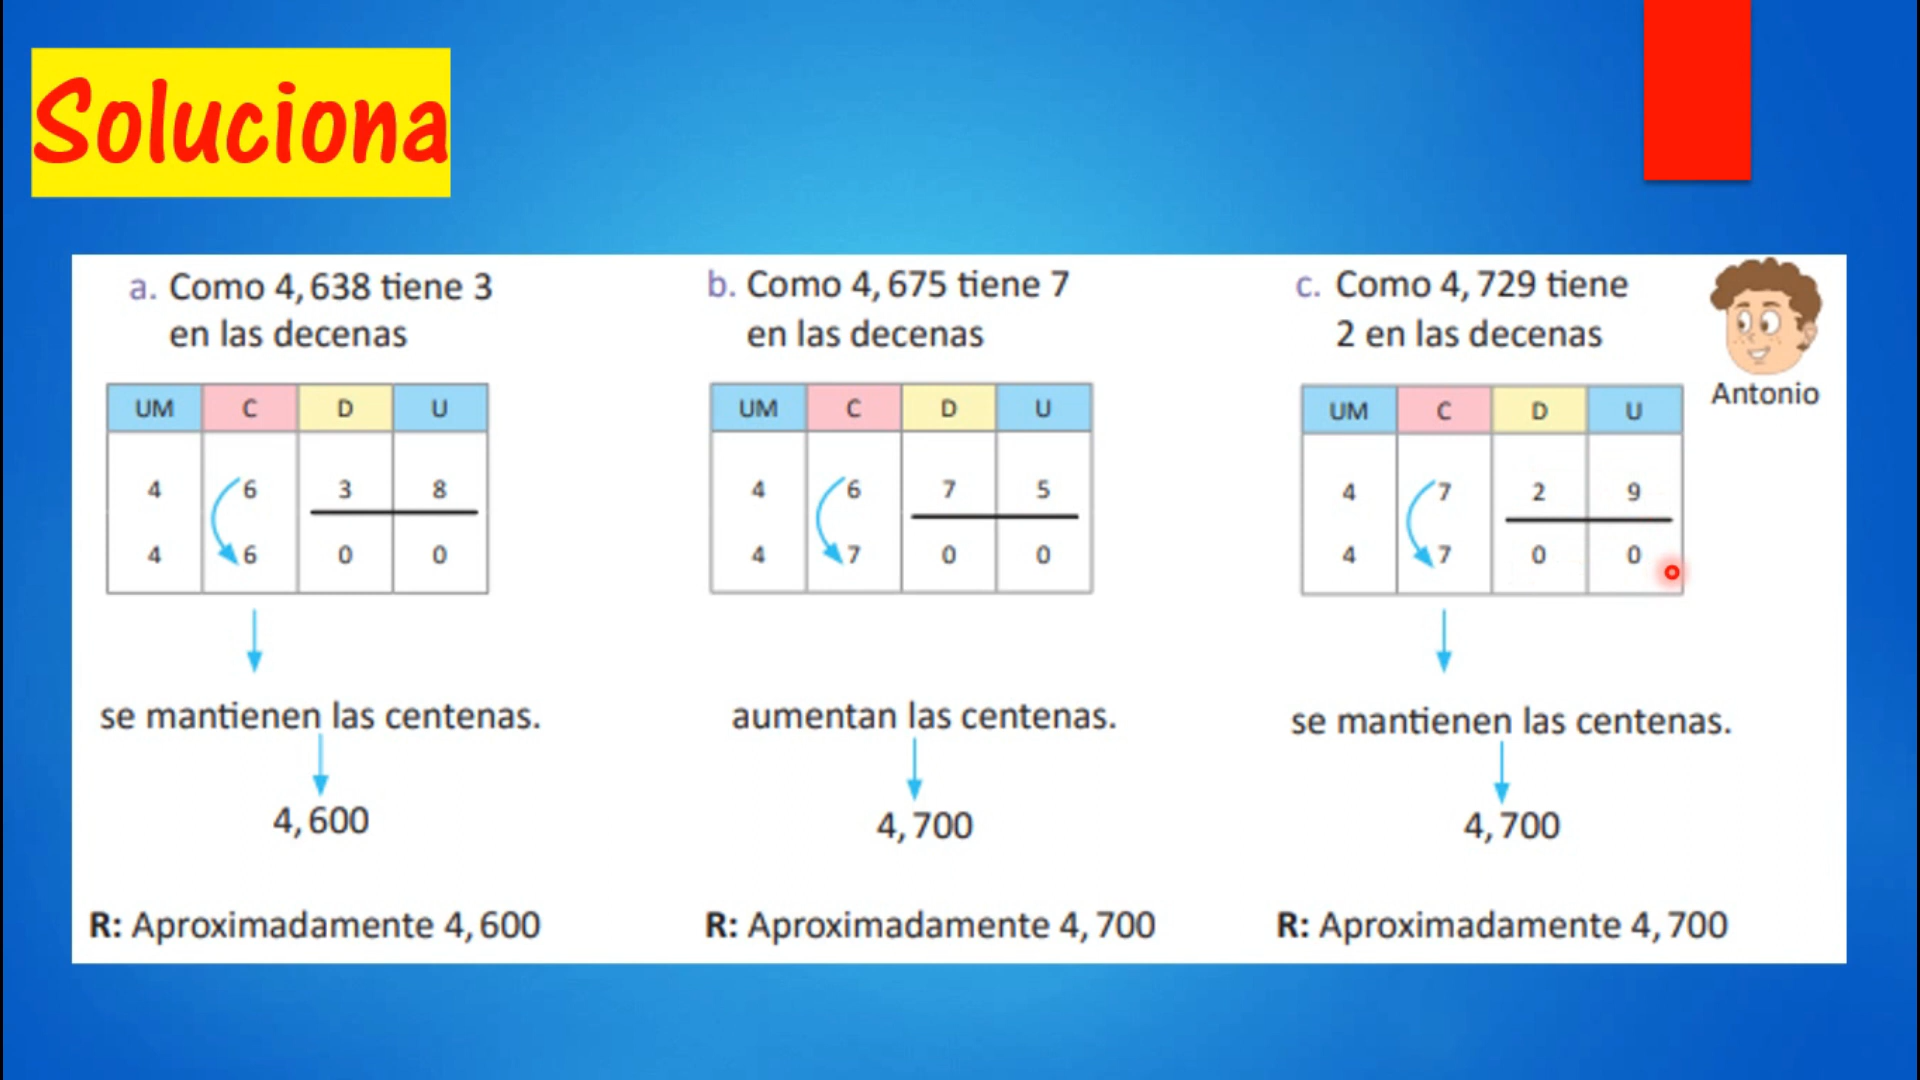 Soluciona
a. Como 4, 638 tiene 3
en las decenas
UM C D U
4 6 3 8
4 6 0 0
se mantienen las centenas.
4, 600
R: Aproximadamente 4, 600
b. Como 4, 675 tiene 7
en las decenas
UM C D U
4 6 7 5
4 7 0 0
aumentan las centenas.
4, 700
R: Aproximadamente 4, 700
c. Como 4, 729 tiene
2 en las decenas
UM C D U
4 7 2 9
4 7 0 0
se mantienen las centenas.
4, 700
R: Aproximadamente 4, 700
Antonio